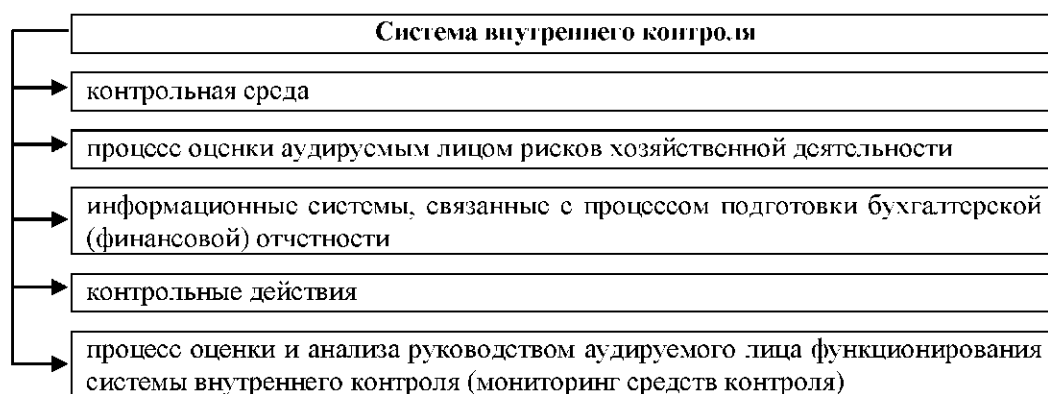 Система внутреннего контроля
контрольная среда
процесс оценки аудируемым лицом рисков хозяйственной деятельности
информационные системы, связанные с процессом подготовки бухгалтерской
(финансовой) отчетности
контрольные действия
процесс оценки и анализа руководством аудируемого лица функционирования
системы внутреннего контроля (мониторинг средств контроля)